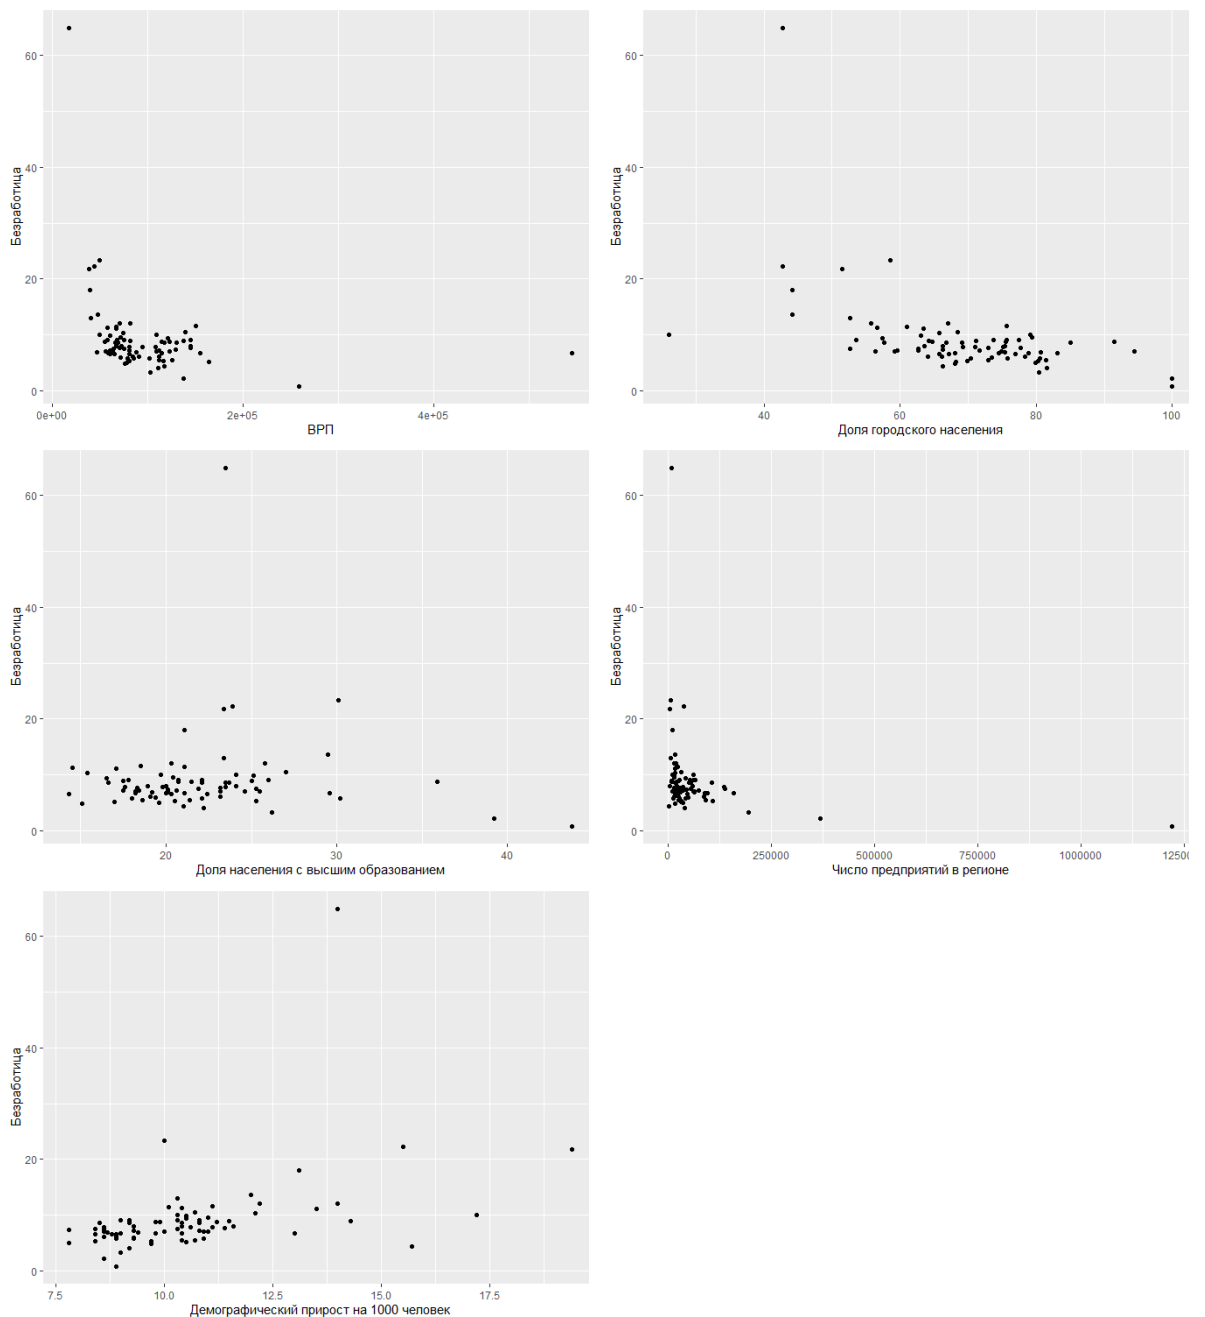 60
40
20
0
Безработица
0e+00 2e+05 4e+05
ВРП
60
40
20
0
Безработица
40 60 80 100
Доля городского населения
60
40
20
0
Безработица
20 30 40
Доля населения с высшим образованием
60
40
20
0
Безработица
0 250000 500000 750000 1000000 12500
Число предприятий в регионе
60
40
20
0
Безработица
7.5 10.0 12.5 15.0 17.5
Демографический прирост на 1000 человек